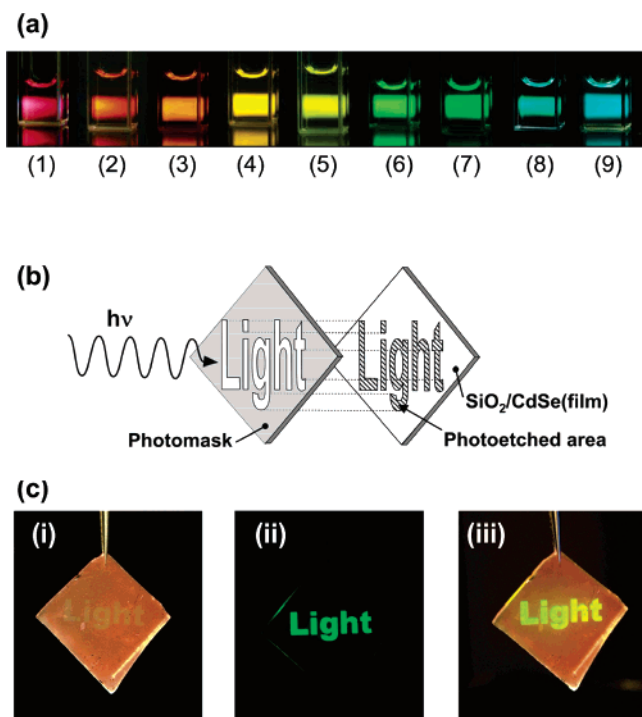 (a)
(1) (2) (3) (4) (5) (6) (7) (8) (9)
(b)
hν
Light Light
SiO₂/CdSe(film)
Photomask
Photoetched area
(c)
(i) (ii) (iii)
Light Light Light